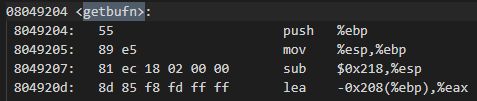 08049204 <getbufn>:
8049204: 55 push %ebp
8049205: 89 e5 mov %esp,%ebp
8049207: 81 ec 18 02 00 00 sub $0x218,%esp
804920d: 8d 85 f8 fd ff ff lea -0x208(%ebp),%eax